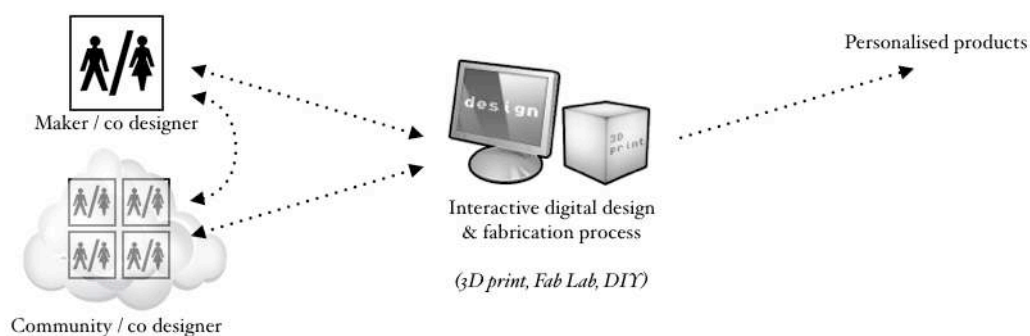 Maker / co designer
Community / co designer
design
3D
print
Interactive digital design
& fabrication process
(3D print, Fab Lab, DIY)
Personalised products